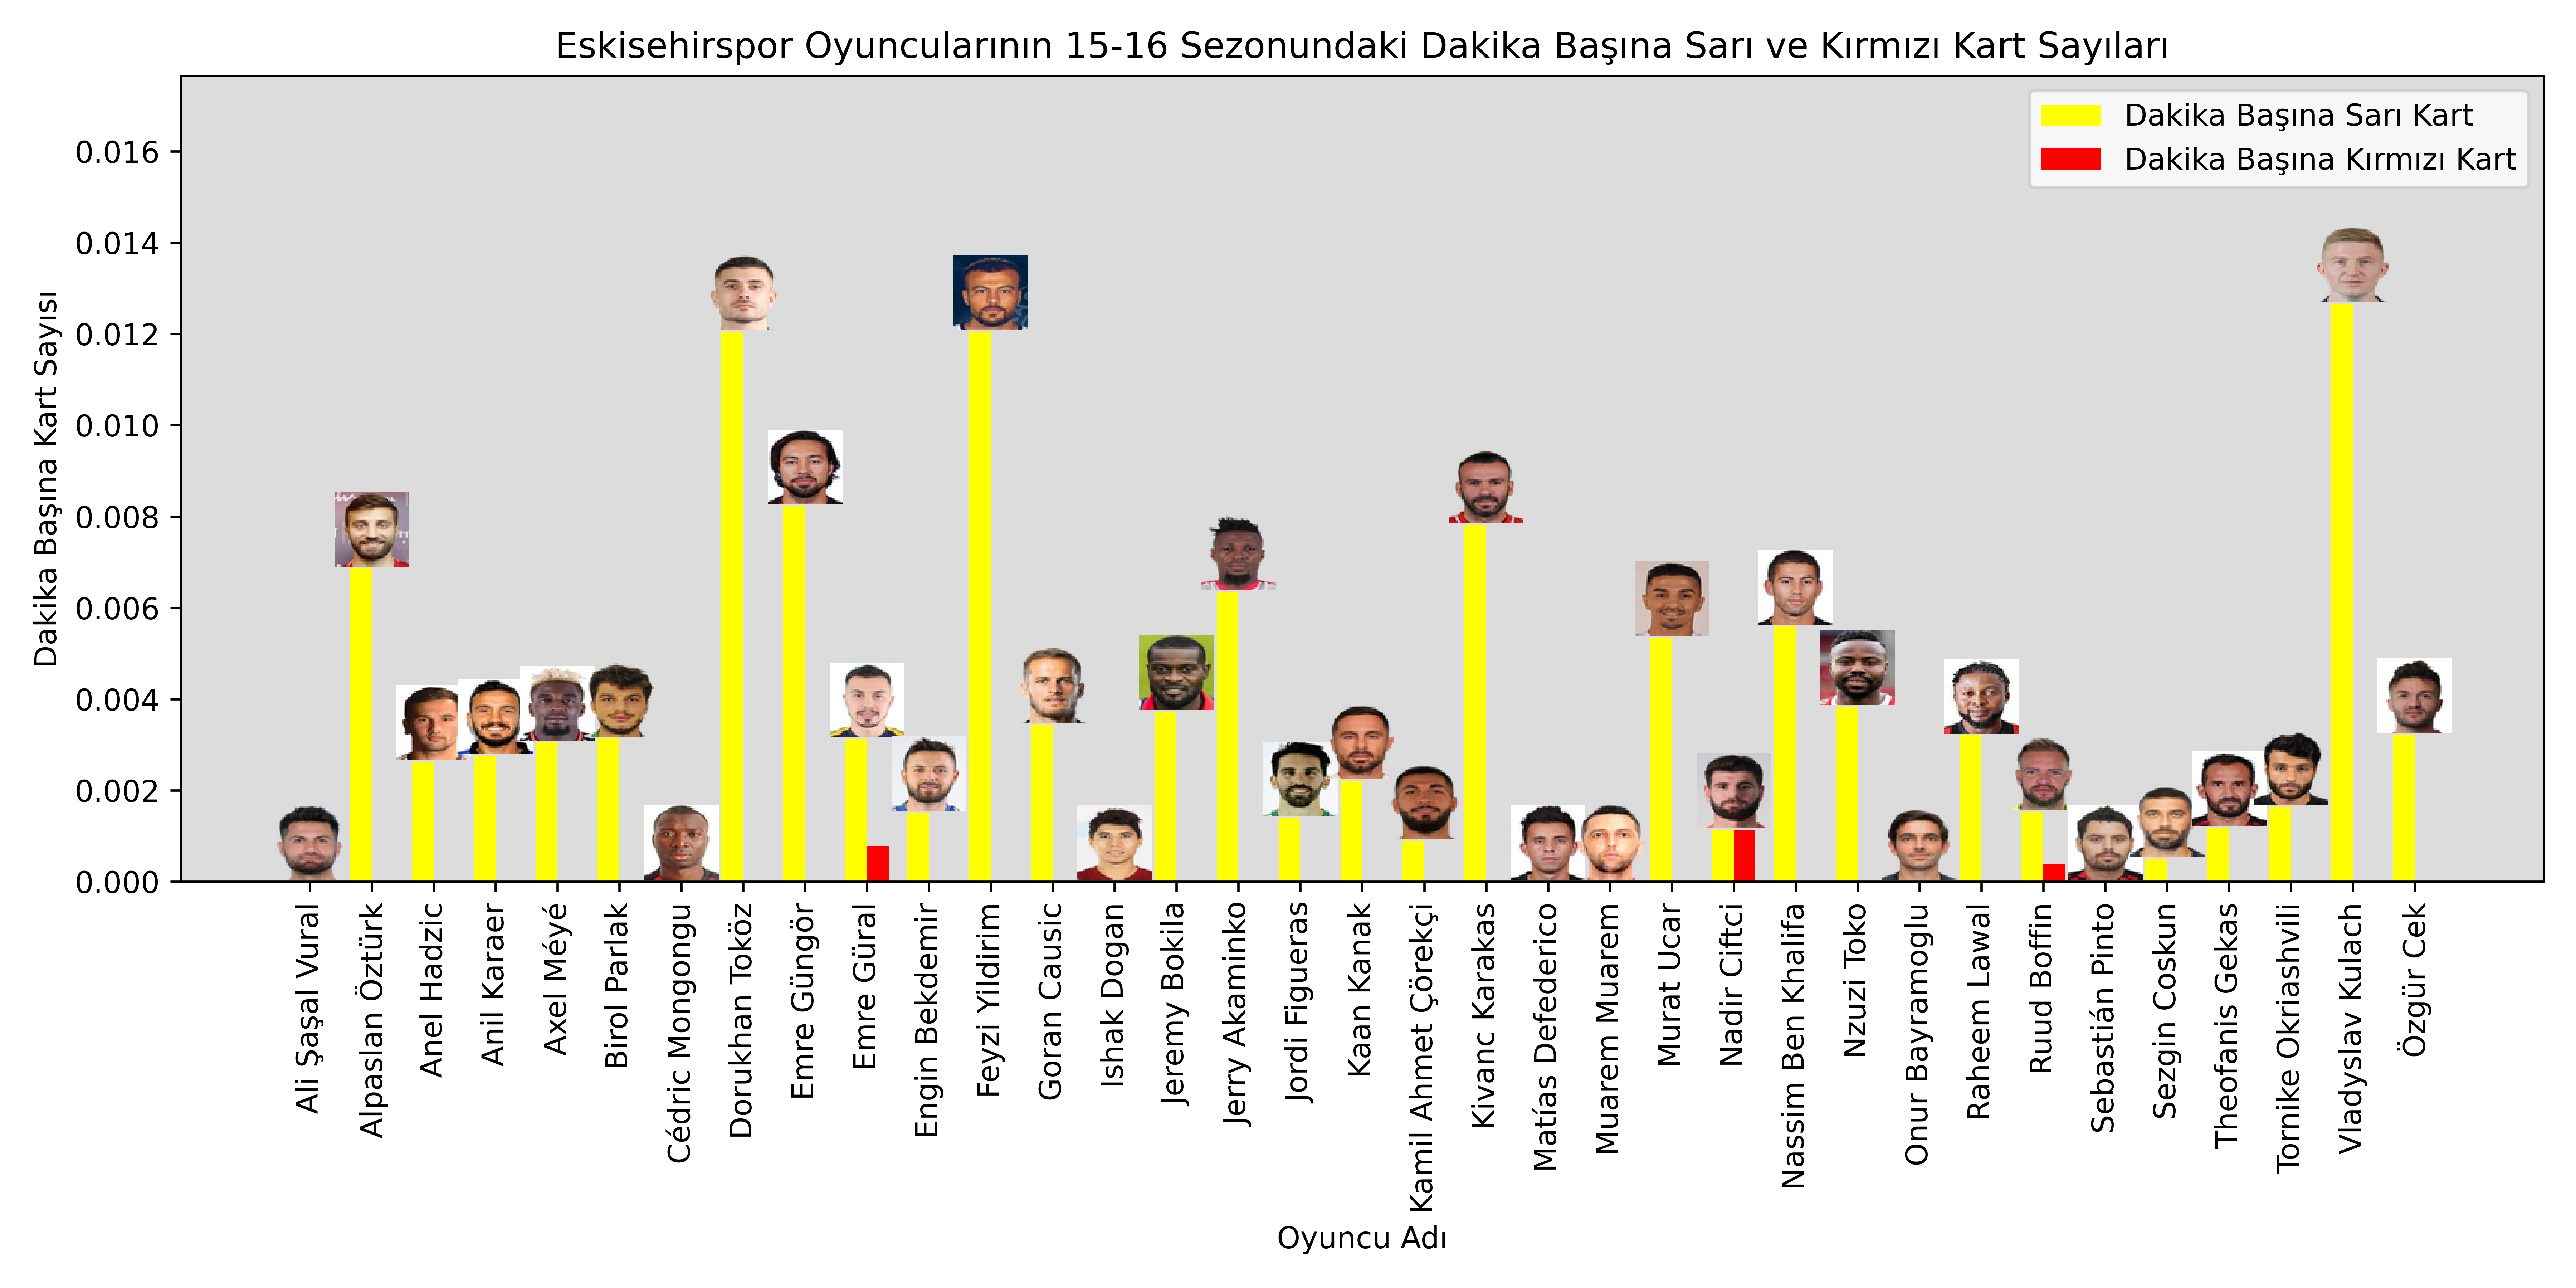 Eskisehirspor Oyuncularının 15-16 Sezonundaki Dakika Başına Sarı ve Kırmızı Kart Sayıları
Dakika Başına Sarı Kart
Dakika Başına Kırmızı Kart
Dakika Başına Kart Sayısı
0.016
0.014
0.012
0.010
0.008
0.006
0.004
0.002
0.000
Ali Şaşal Vural
Alpaslan Öztürk
Anel Hadzic
Anil Karaer
Axel Méyé
Birol Parlak
Cédric Mongongu
Dorukhan Toköz
Emre Güngör
Emre Güral
Engin Bekdemir
Feyzi Yildirim
Goran Causic
Ishak Dogan
Jeremy Bokila
Jerry Akaminko
Jordi Figueras
Kaan Kanak
Kamil Ahmet Çörekçi
Kivanc Karakas
Matías Defederico
Muarem Muarem
Murat Ucar
Nadir Ciftci
Nassim Ben Khalifa
Nzuzi Toko
Onur Bayramoglu
Raheem Lawal
Ruud Boffin
Sebastián Pinto
Sezgin Coskun
Theofanis Gekas
Tornike Okriashvili
Vladyslav Kulach
Özgür Cek
Oyuncu Adı